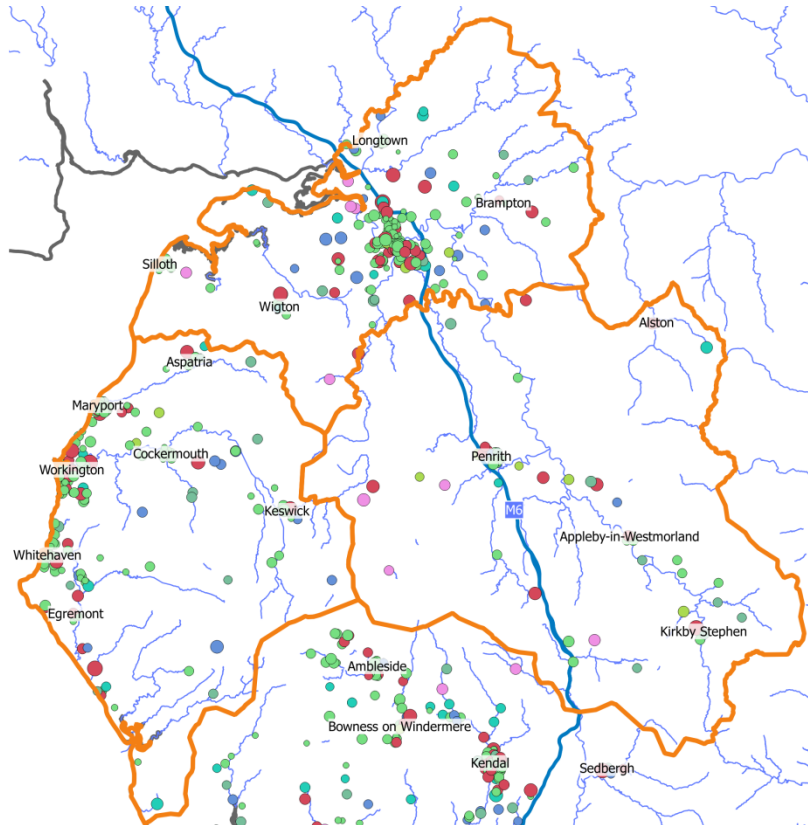 Longtown
Brampton
Silloth
Wigton
Alston
Aspatria
Maryport
Cockermouth
Penrith
Workington
Keswick
M6
Appleby-in-Westmorland
Whitehaven
Egremont
Kirkby Stephen
Ambleside
Bowness on Windermere
Kendal
Sedbergh